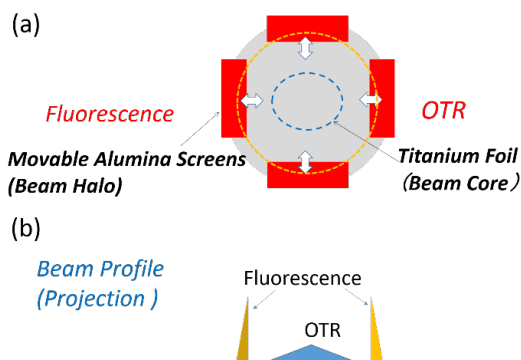 (a)
Fluorescence
OTR
Movable Alumina Screens
(Beam Halo)
Titanium Foil
(Beam Core)
(b)
Beam Profile
(Projection )
Fluorescence
OTR